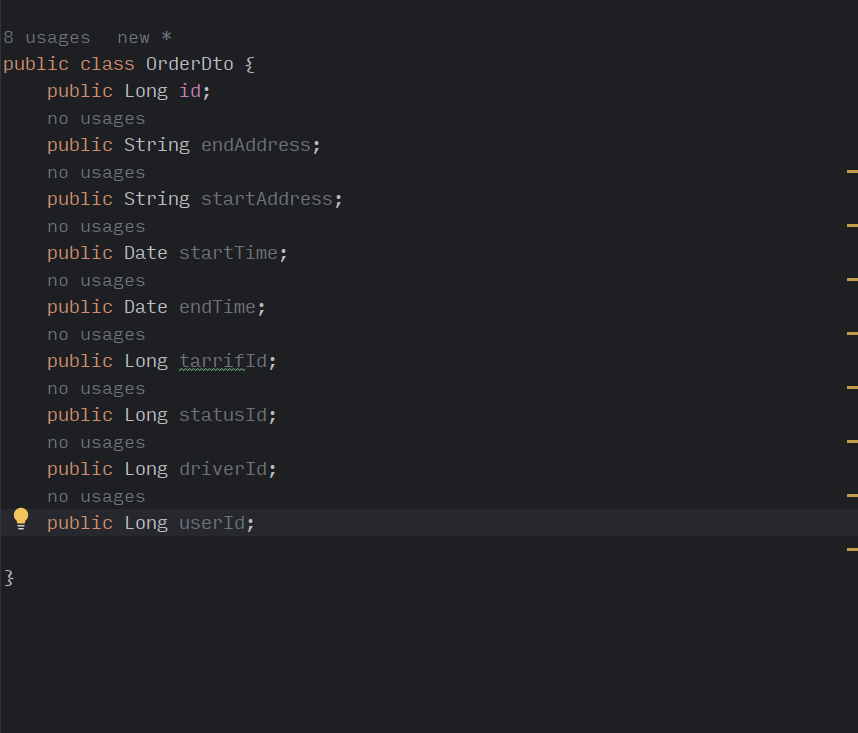 8 usages   new *
public class OrderDto {
    public Long id;
    no usages
    public String endAddress;
    no usages
    public String startAddress;
    no usages
    public Date startTime;
    no usages
    public Date endTime;
    no usages
    public Long tarrifId;
    no usages
    public Long statusId;
    no usages
    public Long driverId;
    no usages
    public Long userId;
}